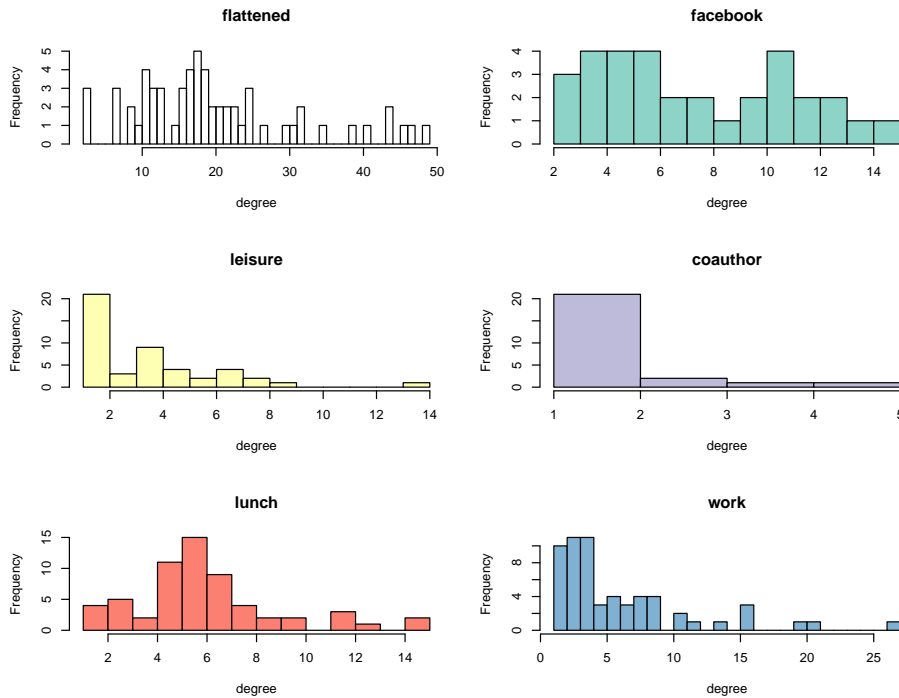 flattened
Frequency
0 1 2 3 4 5
10 20 30 40 50
degree
facebook
Frequency
0 1 2 3 4
2 4 6 8 10 12 14
degree
leisure
Frequency
0 5 10 20
2 4 6 8 10 12 14
degree
coauthor
Frequency
0 5 10 20
1 2 3 4 5
degree
lunch
Frequency
0 5 10 15
2 4 6 8 10 12 14
degree
work
Frequency
0 4 8
0 5 10 15 20 25
degree